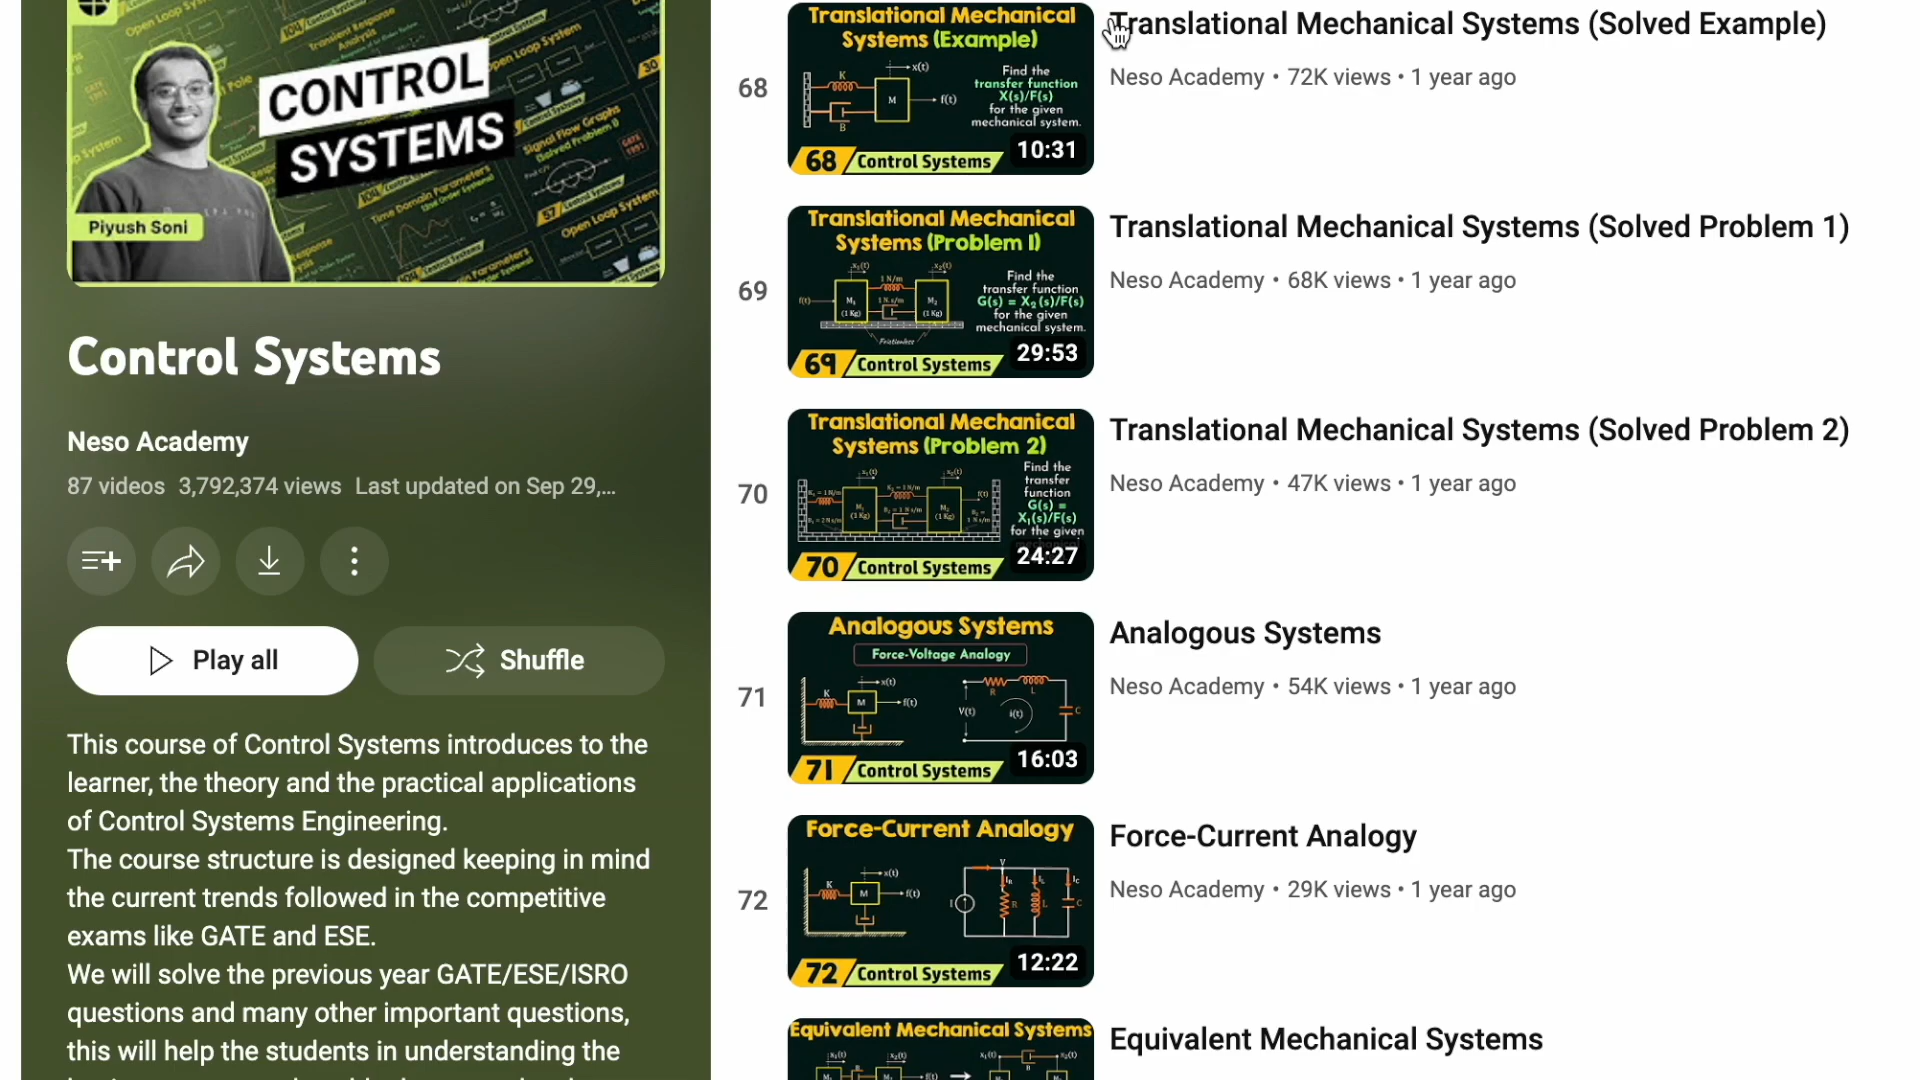 CONTROL
SYSTEMS
Piyush Soni
Control Systems
Neso Academy
87 videos 3,792,374 views Last updated on Sep 29,...
Play all
Shuffle
This course of Control Systems introduces to the
learner, the theory and the practical applications
of Control Systems Engineering.
The course structure is designed keeping in mind
the current trends followed in the competitive
exams like GATE and ESE.
We will solve the previous year GATE/ESE/ISRO
questions and many other important questions,
this will help the students in understanding the
68
Translational Mechanical
Systems (Example)
K
x(t)
M
f(t)
B
Find the
transfer function
X(s)/F(s)
for the given
mechanical system.
10:31
68 Control Systems
Translational Mechanical Systems (Solved Example)
Neso Academy • 72K views • 1 year ago
69
Translational Mechanical
Systems (Problem 1)
x₁(t)
x₂(t)
1 N/m
f(t)
M₁
(1 Kg)
1 N.s/m
M₂
(1 Kg)
Frictionless
Find the
transfer function
G(s) = X₂(s)/F(s)
for the given
mechanical system.
29:53
69 Control Systems
Translational Mechanical Systems (Solved Problem 1)
Neso Academy • 68K views • 1 year ago
70
Translational Mechanical
Systems (Problem 2)
Find the
transfer
function
G(s) =
X₁(s)/F(s)
for the given
24:27
70 Control Systems
Translational Mechanical Systems (Solved Problem 2)
Neso Academy • 47K views • 1 year ago
71
Analogous Systems
Force-Voltage Analogy
K
x(t)
M
f(t)
V(t)
R
L
i(t)
C
16:03
71 Control Systems
Analogous Systems
Neso Academy • 54K views • 1 year ago
72
Force-Current Analogy
K
x(t)
M
f(t)
V
I
R
L
C
12:22
72 Control Systems
Force-Current Analogy
Neso Academy • 29K views • 1 year ago
Equivalent Mechanical Systems
Equivalent Mechanical Systems